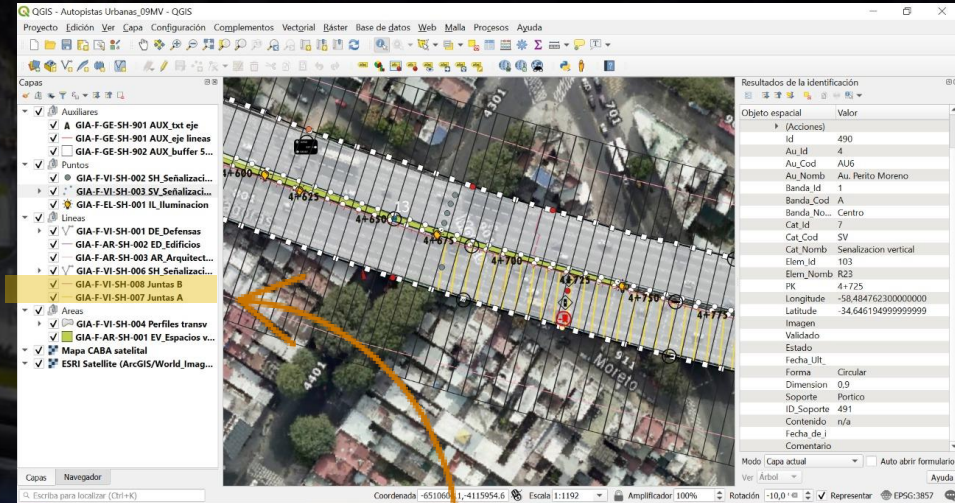 QGIS - Autopistas Urbanas_09MV - QGIS
Proyecto Edición Ver Capa Configuración Complementos Vectorial Ráster Base de datos Web Malla Procesos Ayuda
Capas
Auxiliares
GIA-F-GE-SH-901 AUX_txt eje
GIA-F-GE-SH-901 AUX_eje lineas
GIA-F-GE-SH-902 AUX_buffer 5...
Puntos
GIA-F-VI-SH-002 SH_Señalizaci...
GIA-F-VI-SH-003 SV_Señalizaci...
GIA-F-EL-SH-001 IL_Iluminacion
Lineas
GIA-F-VI-SH-001 DE_Defensas
GIA-F-AR-SH-002 ED_Edificios
GIA-F-AR-SH-003 AR_Arquitect...
GIA-F-VI-SH-006 SH_Señalizaci...
GIA-F-VI-SH-008 Juntas B
GIA-F-VI-SH-007 Juntas A
Areas
GIA-F-VI-SH-004 Perfiles transv
GIA-F-AR-SH-001 EV_Espacios v...
Mapa CABA satelital
ESRI Satellite (ArcGIS/World_Imag...
Capas Navegador
4301
701
4+600
4+625
4+650
13
4+675
4+700
4+725
4+750
4+775
4401
911
Moreto
Resultados de la identificación
Objeto espacial Valor
(Acciones)
Id 490
Au_Id 4
Au_Cod AU6
Au_Nomb Au. Perito Moreno
Banda_Id 1
Banda_Cod A
Banda_No... Centro
Cat_Id 7
Cat_Cod SV
Cat_Nomb Senalizacion vertical
Elem_Id 103
Elem_Nomb R23
PK 4+725
Longitude -58,484762300000000
Latitude -34,646194999999999
Imagen
Validado
Estado
Fecha_Ult_
Forma Circular
Dimension 0,9
Soporte Portico
ID_Soporte 491
Contenido n/a
Fecha_de_i
Comentario
Modo Capa actual Auto abrir formulario
Ver Árbol Ayuda
Escriba para localizar (Ctrl+K) Coordenada Escala 1:1192 Amplificador 100% Rotación -10,0 ° Representar EPSG:3857